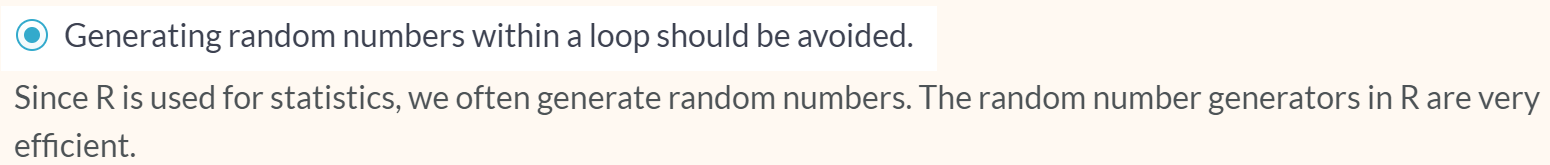 Generating random numbers within a loop should be avoided.
Since R is used for statistics, we often generate random numbers. The random number generators in R are very
efficient.